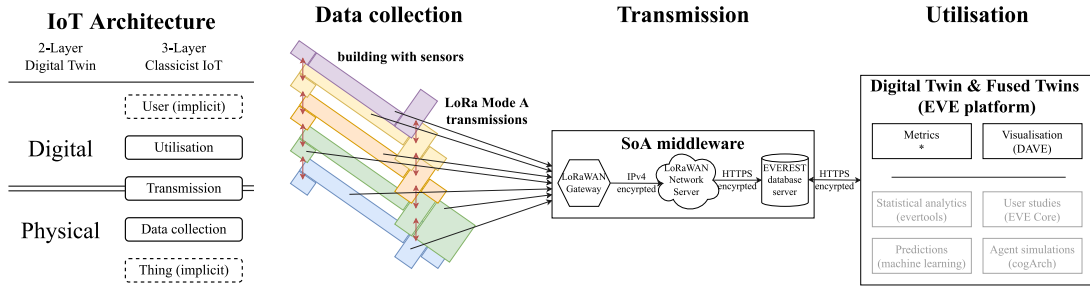 IoT Architecture
2-Layer
Digital Twin
3-Layer
Classicist IoT
Digital
Physical
User (implicit)
Utilisation
Transmission
Data collection
Thing (implicit)
Data collection
building with sensors
LoRa Mode A
transmissions
Transmission
SoA middleware
LoRaWAN
Gateway
IPv4
encyrpted
LoRaWAN
Network
Server
HTTPS
encyrpted
EVEREST
database
server
HTTPS
encyrpted
Utilisation
Digital Twin & Fused Twins
(EVE platform)
Metrics
*
Visualisation
(DAVE)
Statistical analytics
(evertools)
User studies
(EVE Core)
Predictions
(machine learning)
Agent simulations
(cogArch)